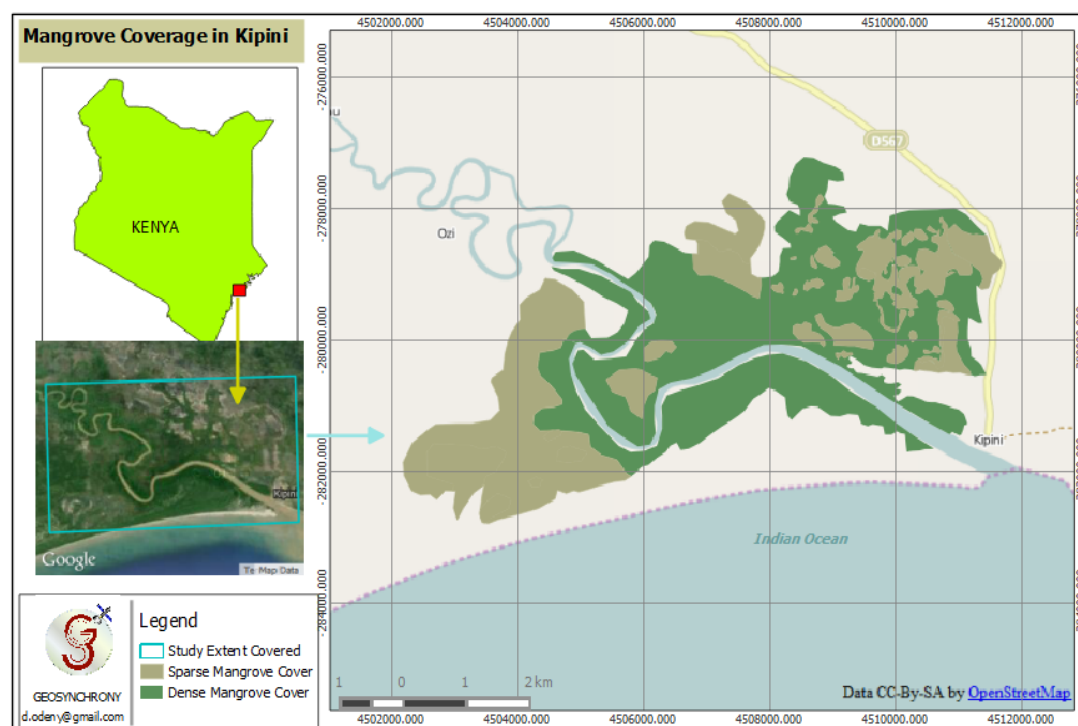 Mangrove Coverage in Kipini
KENYA
Kipini
Google
Map Data
GEOSYNCHRONY
d.odeny@gmail.com
Legend
Study Extent Covered
Sparse Mangrove Cover
Dense Mangrove Cover
4502000.000 4504000.000 4506000.000 4508000.000 4510000.000 4512000.000
-276000.000
-278000.000
-280000.000
-282000.000
-284000.000
D567
Ozi
Kipini
Indian Ocean
1 0 1 2 km
Data CC-By-SA by OpenStreetMap
4502000.000 4504000.000 4506000.000 4508000.000 4510000.000 4512000.000